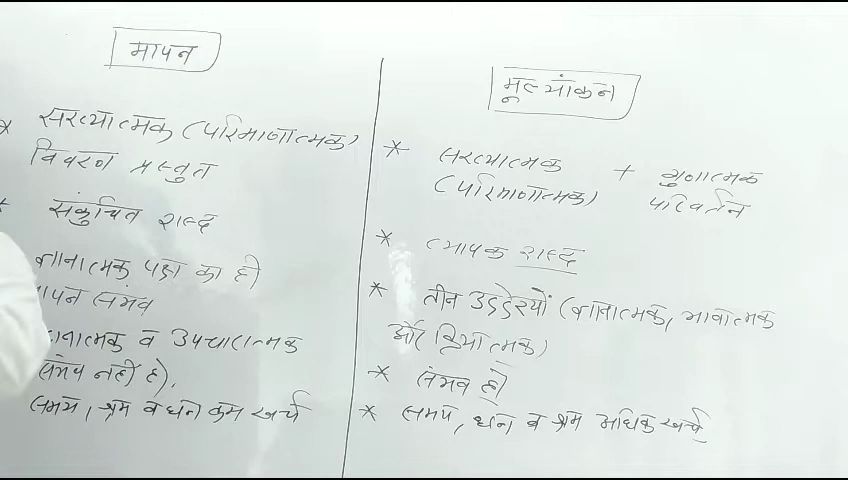 मापन
* संख्यात्मक (परिमाणात्मक)
विवरण प्रस्तुत
* संकुचित शब्द
ज्ञानात्मक पक्ष का ही
मापन संभव
व उपचारात्मक
संभव नही है।
समय, श्रम व धन कम खर्च
मूल्यांकन
* संख्यात्मक + गुणात्मक
(परिमाणात्मक) परिवर्तन
* व्यापक शब्द
* तीन उद्देश्यों (ज्ञानात्मक, भावात्मक
और क्रियात्मक)
* संभव है
* समय, धन व श्रम अधिक खर्च